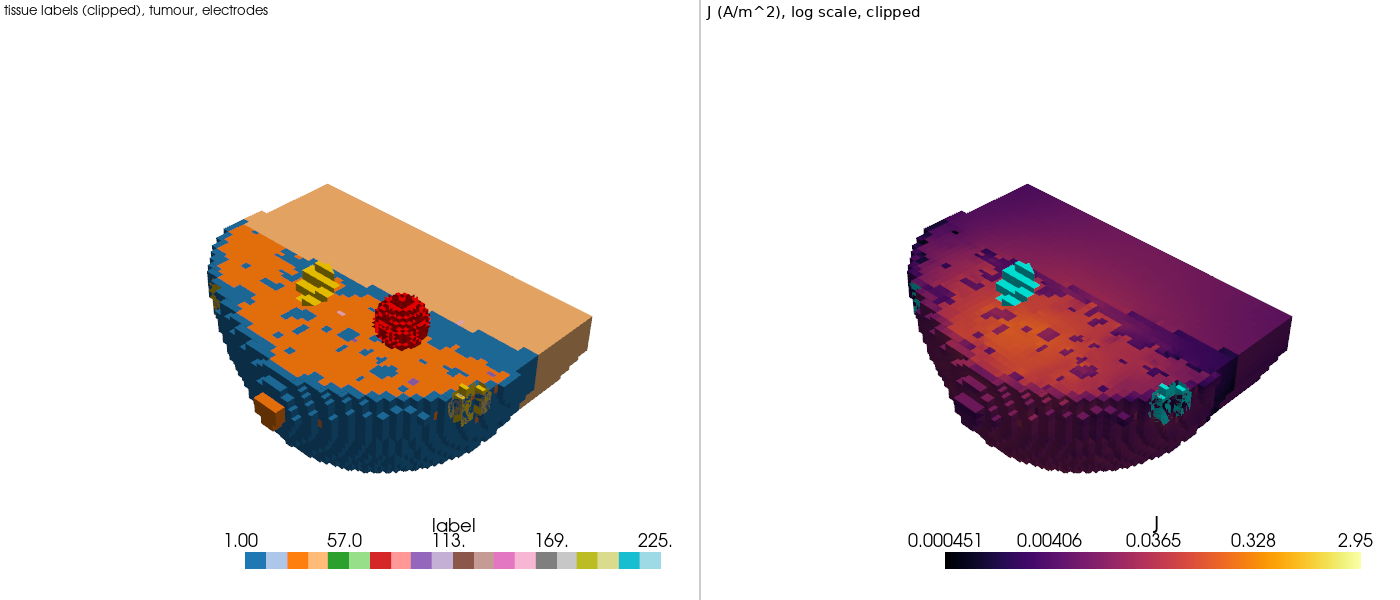 tissue labels (clipped), tumour, electrodes
J (A/m^2), log scale, clipped
label
1.00 57.0 113. 169. 225.
J
0.000451 0.00406 0.0365 0.328 2.95